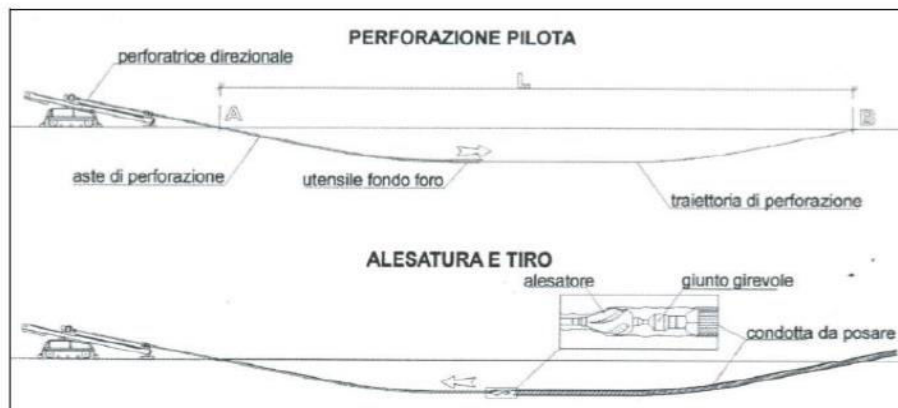 PERFORAZIONE PILOTA
perforatrice direzionale
L
A
B
aste di perforazione
utensile fondo foro
traiettoria di perforazione
ALESATURA E TIRO
alesatore
giunto girevole
condotta da posare